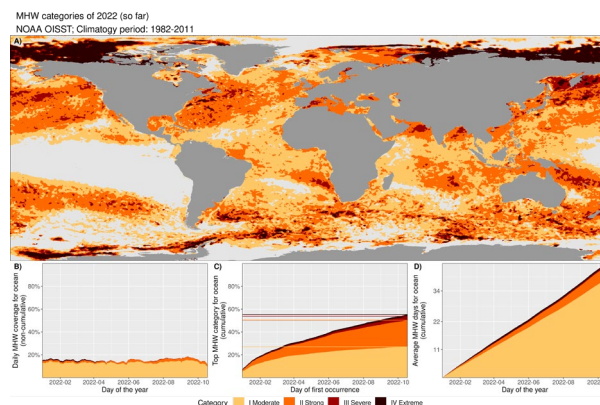 MHW categories of 2022 (so far)
NOAA OISST; Climatogy period: 1982-2011
A)
B)
Daily MHW coverage for ocean
(non-cumulative)
80%
60%
40%
20%
2022-02 2022-04 2022-06 2022-08 2022-10
Day of the year
C)
Top MHW category for ocean
(cumulative)
80%
60%
40%
20%
2022-02 2022-04 2022-06 2022-08 2022-10
Day of first occurrence
D)
Average MHW days for ocean
(cumulative)
34
22
11
2022-02 2022-04 2022-06 2022-08 2022-10
Day of the year
Category I Moderate II Strong III Severe IV Extreme